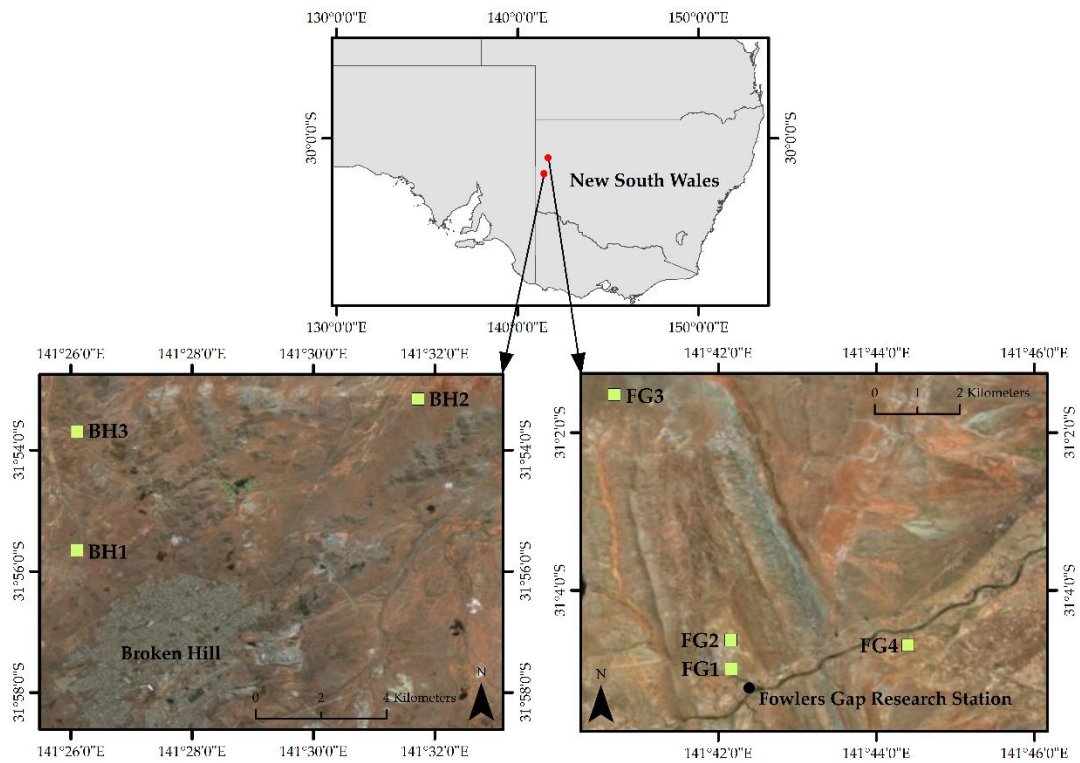 130°0'0"E
140°0'0"E
150°0'0"E
30°0'0"S
30°0'0"S
New South Wales
130°0'0"E
140°0'0"E
150°0'0"E
141°26'0"E
141°28'0"E
141°30'0"E
141°32'0"E
31°54'0"S
31°56'0"S
31°58'0"S
BH3
BH2
BH1
Broken Hill
0
2
4 Kilometers
N
31°54'0"S
31°56'0"S
31°58'0"S
141°26'0"E
141°28'0"E
141°30'0"E
141°32'0"E
141°42'0"E
141°44'0"E
141°46'0"E
31°2'0"S
31°4'0"S
FG3
0
1
2 Kilometers
FG2
FG1
FG4
Fowlers Gap Research Station
N
31°2'0"S
31°4'0"S
141°42'0"E
141°44'0"E
141°46'0"E